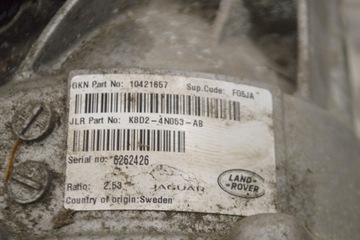 GKN Part No: 10421657 Sup.Code: F05JA
JLR Part No: K8D2-4N053-AB
Serial no: 6262426
Ratio: 2.53 JAGUAR LAND-ROVER
Country of origin: Sweden